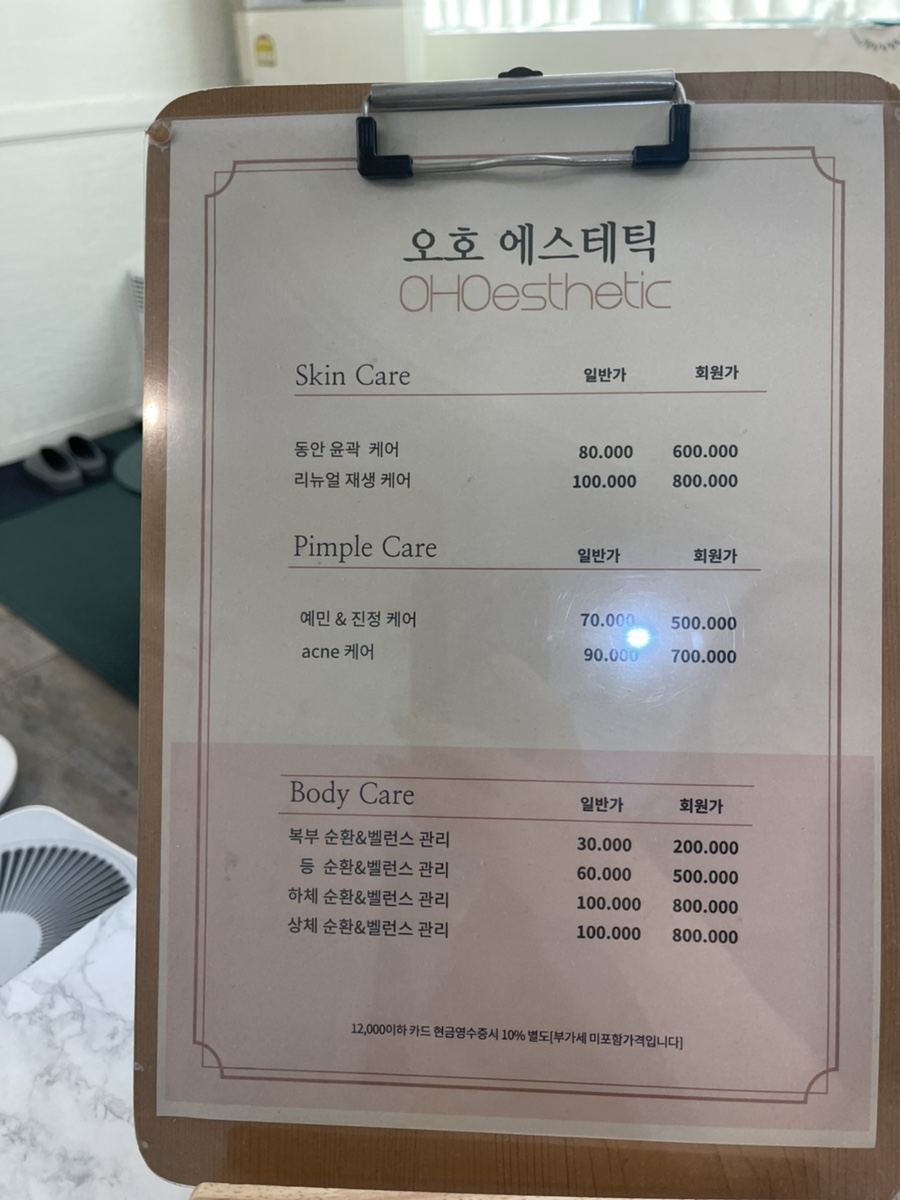 오호 에스테틱
OHOesthetic
Skin Care 일반가 회원가
동안 윤곽 케어 80.000 600.000
리뉴얼 재생 케어 100.000 800.000
Pimple Care 일반가 회원가
예민 & 진정 케어 70.000 500.000
acne 케어 90.000 700.000
Body Care 일반가 회원가
복부 순환&벨런스 관리 30.000 200.000
등 순환&벨런스 관리 60.000 500.000
하체 순환&벨런스 관리 100.000 800.000
상체 순환&벨런스 관리 100.000 800.000
12,000이하 카드 현금영수증시 10% 별도[부가세 미포함가격입니다]